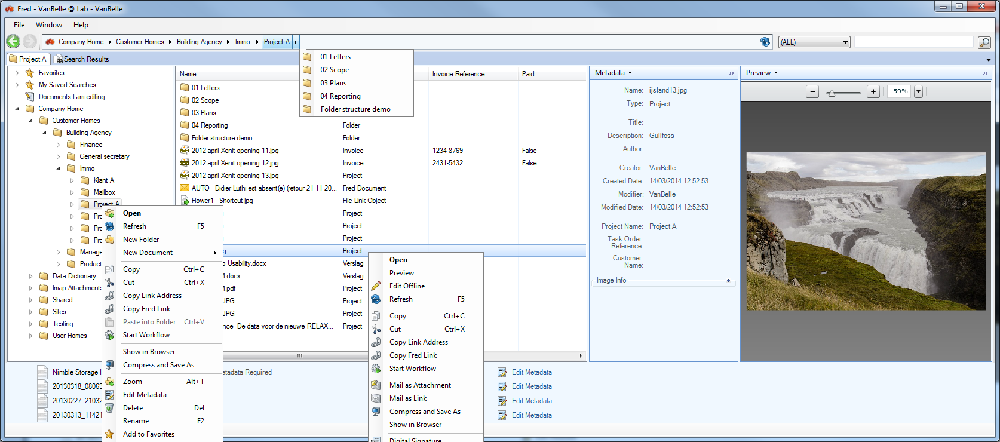 Fred - VanBelle @ Lab - VanBelle
File Window Help
Company Home Customer Homes Building Agency Immo Project A (ALL)
Project A Search Results
01 Letters
02 Scope
03 Plans
04 Reporting
Folder structure demo
Favorites
My Saved Searches
Documents I am editing
Company Home
Customer Homes
Building Agency
Finance
General secretary
Immo
Klant A
Mailbox
Project A
Pro
Pro
Pro
Manage
Product
Data Dictionary
Imap Attachments
Shared
Sites
Testing
User Homes
Name Invoice Reference Paid
01 Letters
02 Scope
03 Plans
04 Reporting Folder
Folder structure demo Folder
2012 april Xenit opening 11.jpg Invoice 1234-8769 False
2012 april Xenit opening 12.jpg Invoice 2431-5432 False
2012 april Xenit opening 13.jpg Project
AUTO Didier Luthi est absent(e) (retour 21 11 20... Fred Document
Flower1 - Shortcut.jpg File Link Object
Project
Project
Project
g Project
o Usability.docx Verslag
M.docx Verslag
M.pdf Project
JPG Project
JPG Project
nce De data voor de nieuwe RELAX... Project
Open
Refresh F5
New Folder
New Document
Copy Ctrl+C
Cut Ctrl+X
Copy Link Address
Copy Fred Link
Paste into Folder Ctrl+V
Start Workflow
Show in Browser
Compress and Save As
Zoom Alt+T
Edit Metadata
Delete Del
Rename F2
Add to Favorites
Open
Preview
Edit Offline
Refresh F5
Copy Ctrl+C
Cut Ctrl+X
Copy Link Address
Copy Fred Link
Start Workflow
Mail as Attachment
Mail as Link
Compress and Save As
Show in Browser
Digital Signature
Metadata
Name: ijsland13.jpg
Type: Project
Title:
Description: Gullfoss
Author:
Creator: VanBelle
Created Date: 14/03/2014 12:52:53
Modifier: VanBelle
Modified Date: 14/03/2014 12:52:53
Project Name: Project A
Task Order
Reference:
Customer
Name:
Image Info
Preview
59%
Nimble Storage I etadata Required Edit Metadata
20130318_08063 Edit Metadata
20130227_21032 Edit Metadata
20130313_11421 Edit Metadata